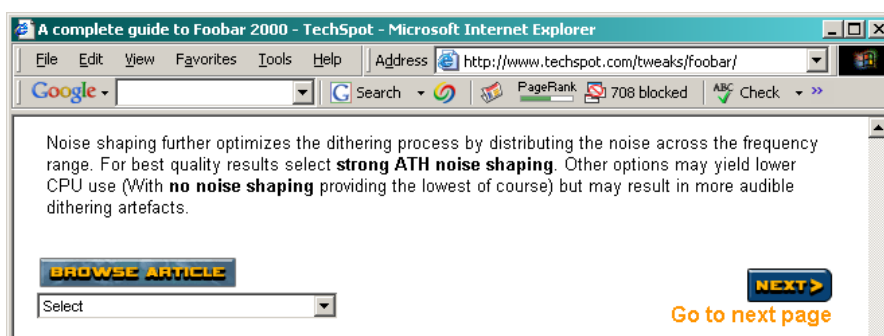 A complete guide to Foobar 2000 - TechSpot - Microsoft Internet Explorer
File Edit View Favorites Tools Help Address http://www.techspot.com/tweaks/foobar/
Google Search PageRank 708 blocked ABC Check »
Noise shaping further optimizes the dithering process by distributing the noise across the frequency
range. For best quality results select strong ATH noise shaping. Other options may yield lower
CPU use (With no noise shaping providing the lowest of course) but may result in more audible
dithering artefacts.
BROWSE ARTICLE
Select
NEXT>
Go to next page